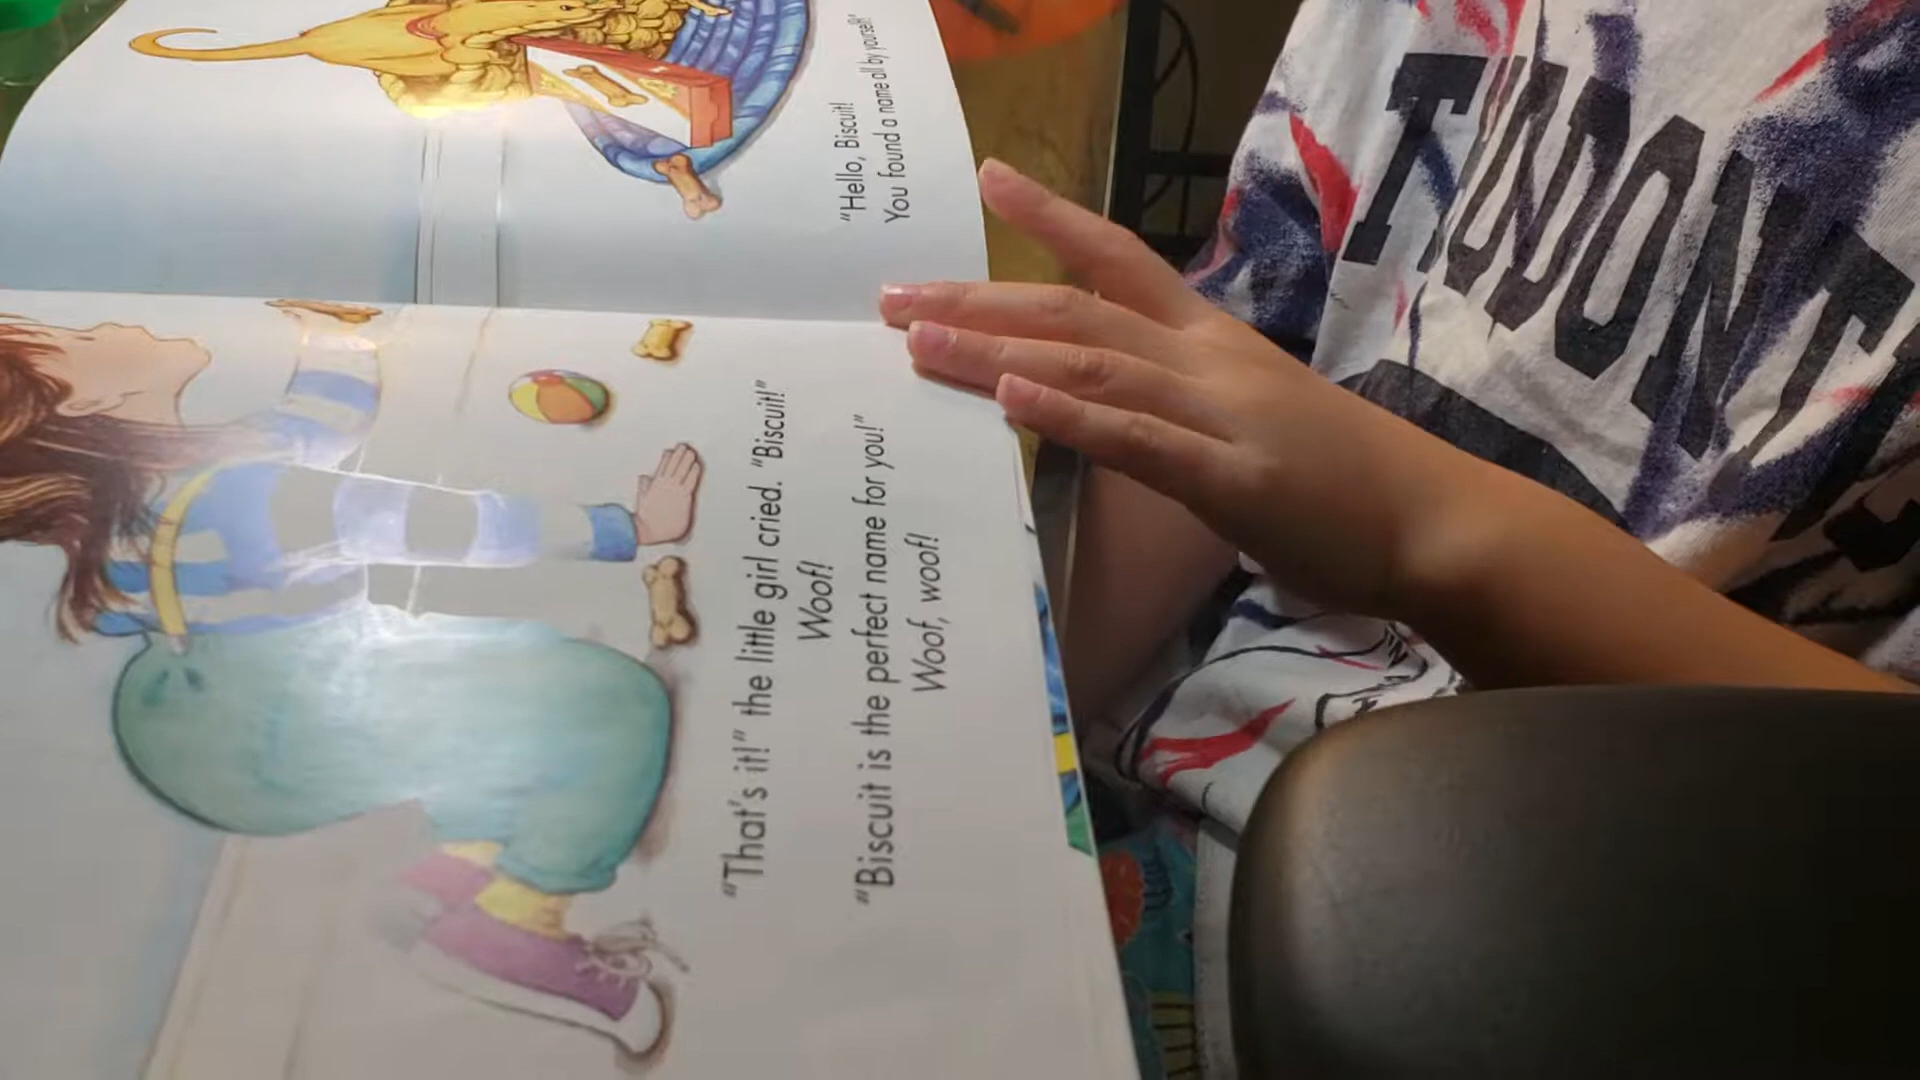 "That's it!" the little girl cried. "Biscuit!"
Woof!
"Biscuit is the perfect name for you!"
Woof, woof!
"Hello, Biscuit!
You found a name all by yourself!"